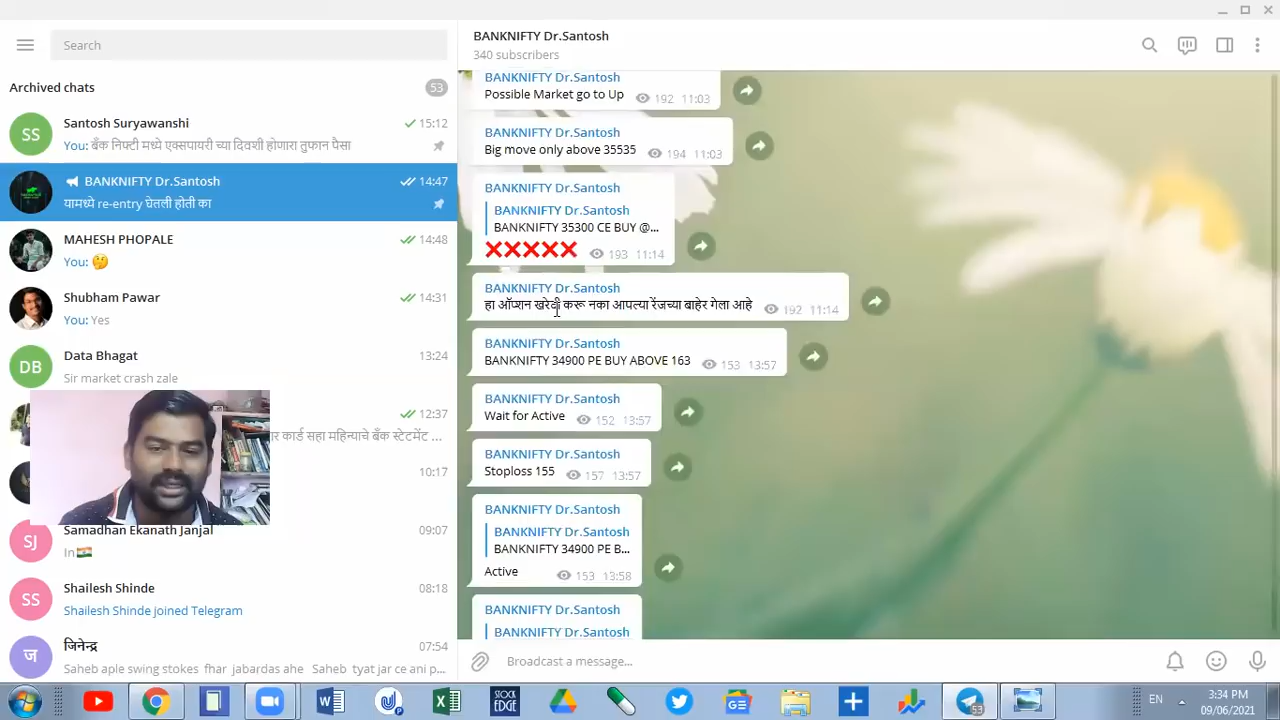 Search
Archived chats
53
SS
Santosh Suryawanshi
15:12
You: बँक निफ्टी मध्ये एक्सपायरी च्या दिवशी होणारा तुफान पैसा
BANKNIFTY Dr.Santosh
14:47
यामध्ये re-entry घेतली होती का
MAHESH PHOPALE
14:48
You: 🤔
Shubham Pawar
14:31
You: Yes
DB
Data Bhagat
13:24
Sir market crash zale
12:37
र कार्ड सहा महिन्याचे बँक स्टेटमेंट ...
10:17
SJ
Samadhan Ekanath Janjal
09:07
In🇮🇳
SS
Shailesh Shinde
08:18
Shailesh Shinde joined Telegram
ज
जिनेन्द्र
07:54
Saheb aple swing stokes fhar jabardas ahe Saheb tyat jar ce ani p...
BANKNIFTY Dr.Santosh
340 subscribers
BANKNIFTY Dr.Santosh
Possible Market go to Up 192 11:03
BANKNIFTY Dr.Santosh
Big move only above 35535 194 11:03
BANKNIFTY Dr.Santosh
BANKNIFTY Dr.Santosh
BANKNIFTY 35300 CE BUY @...
❌❌❌❌❌ 193 11:14
BANKNIFTY Dr.Santosh
हा ऑप्शन खरेदी करू नका आपल्या रेंजच्या बाहेर गेला आहे 192 11:14
BANKNIFTY Dr.Santosh
BANKNIFTY 34900 PE BUY ABOVE 163 153 13:57
BANKNIFTY Dr.Santosh
Wait for Active 152 13:57
BANKNIFTY Dr.Santosh
Stoploss 155 157 13:57
BANKNIFTY Dr.Santosh
BANKNIFTY Dr.Santosh
BANKNIFTY 34900 PE B...
Active 153 13:58
BANKNIFTY Dr.Santosh
BANKNIFTY Dr.Santosh
Broadcast a message...
STOCK
EDGE
53
EN
3:34 PM
09/06/2021